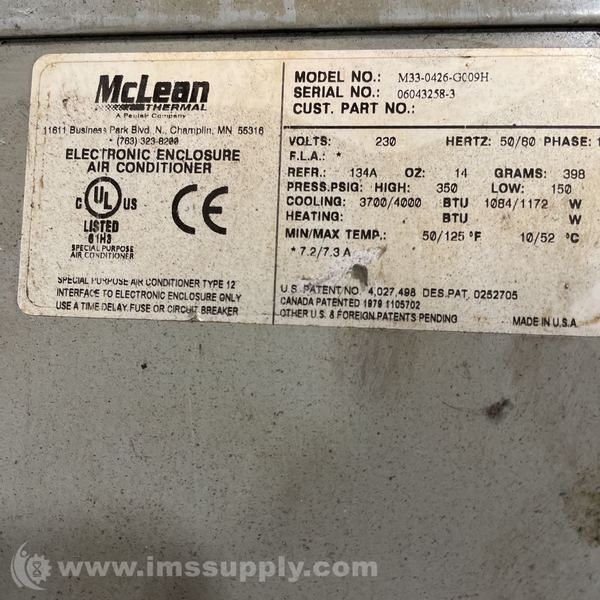 McLean
THERMAL
A Pentair Company
11611 Business Park Blvd. N., Champlin, MN 55316
(763) 323-8200
ELECTRONIC ENCLOSURE
AIR CONDITIONER
C UL US
LISTED
61H3
SPECIAL PURPOSE
AIR CONDITIONER
CE
SPECIAL PURPOSE AIR CONDITIONER TYPE 12
INTERFACE TO ELECTRONIC ENCLOSURE ONLY
USE A TIME DELAY FUSE OR CIRCUIT BREAKER
MODEL NO.: M33-0426-G009H
SERIAL NO.: 06043258-3
CUST. PART NO.:
VOLTS: 230 HERTZ: 50/60 PHASE: 1
F.L.A.: *
REFR.: 134A OZ: 14 GRAMS: 398
PRESS.PSIG: HIGH: 350 LOW: 150
COOLING: 3700/4000 BTU 1084/1172 W
HEATING: BTU W
MIN/MAX TEMP.: 50/125 °F 10/52 °C
* 7.2/7.3 A
U.S. PATENT NO. 4,027,498 DES.PAT. 0252705
CANADA PATENTED 1979 1105702
OTHER U.S. & FOREIGN PATENTS PENDING MADE IN U.S.A.
www.imssupply.com